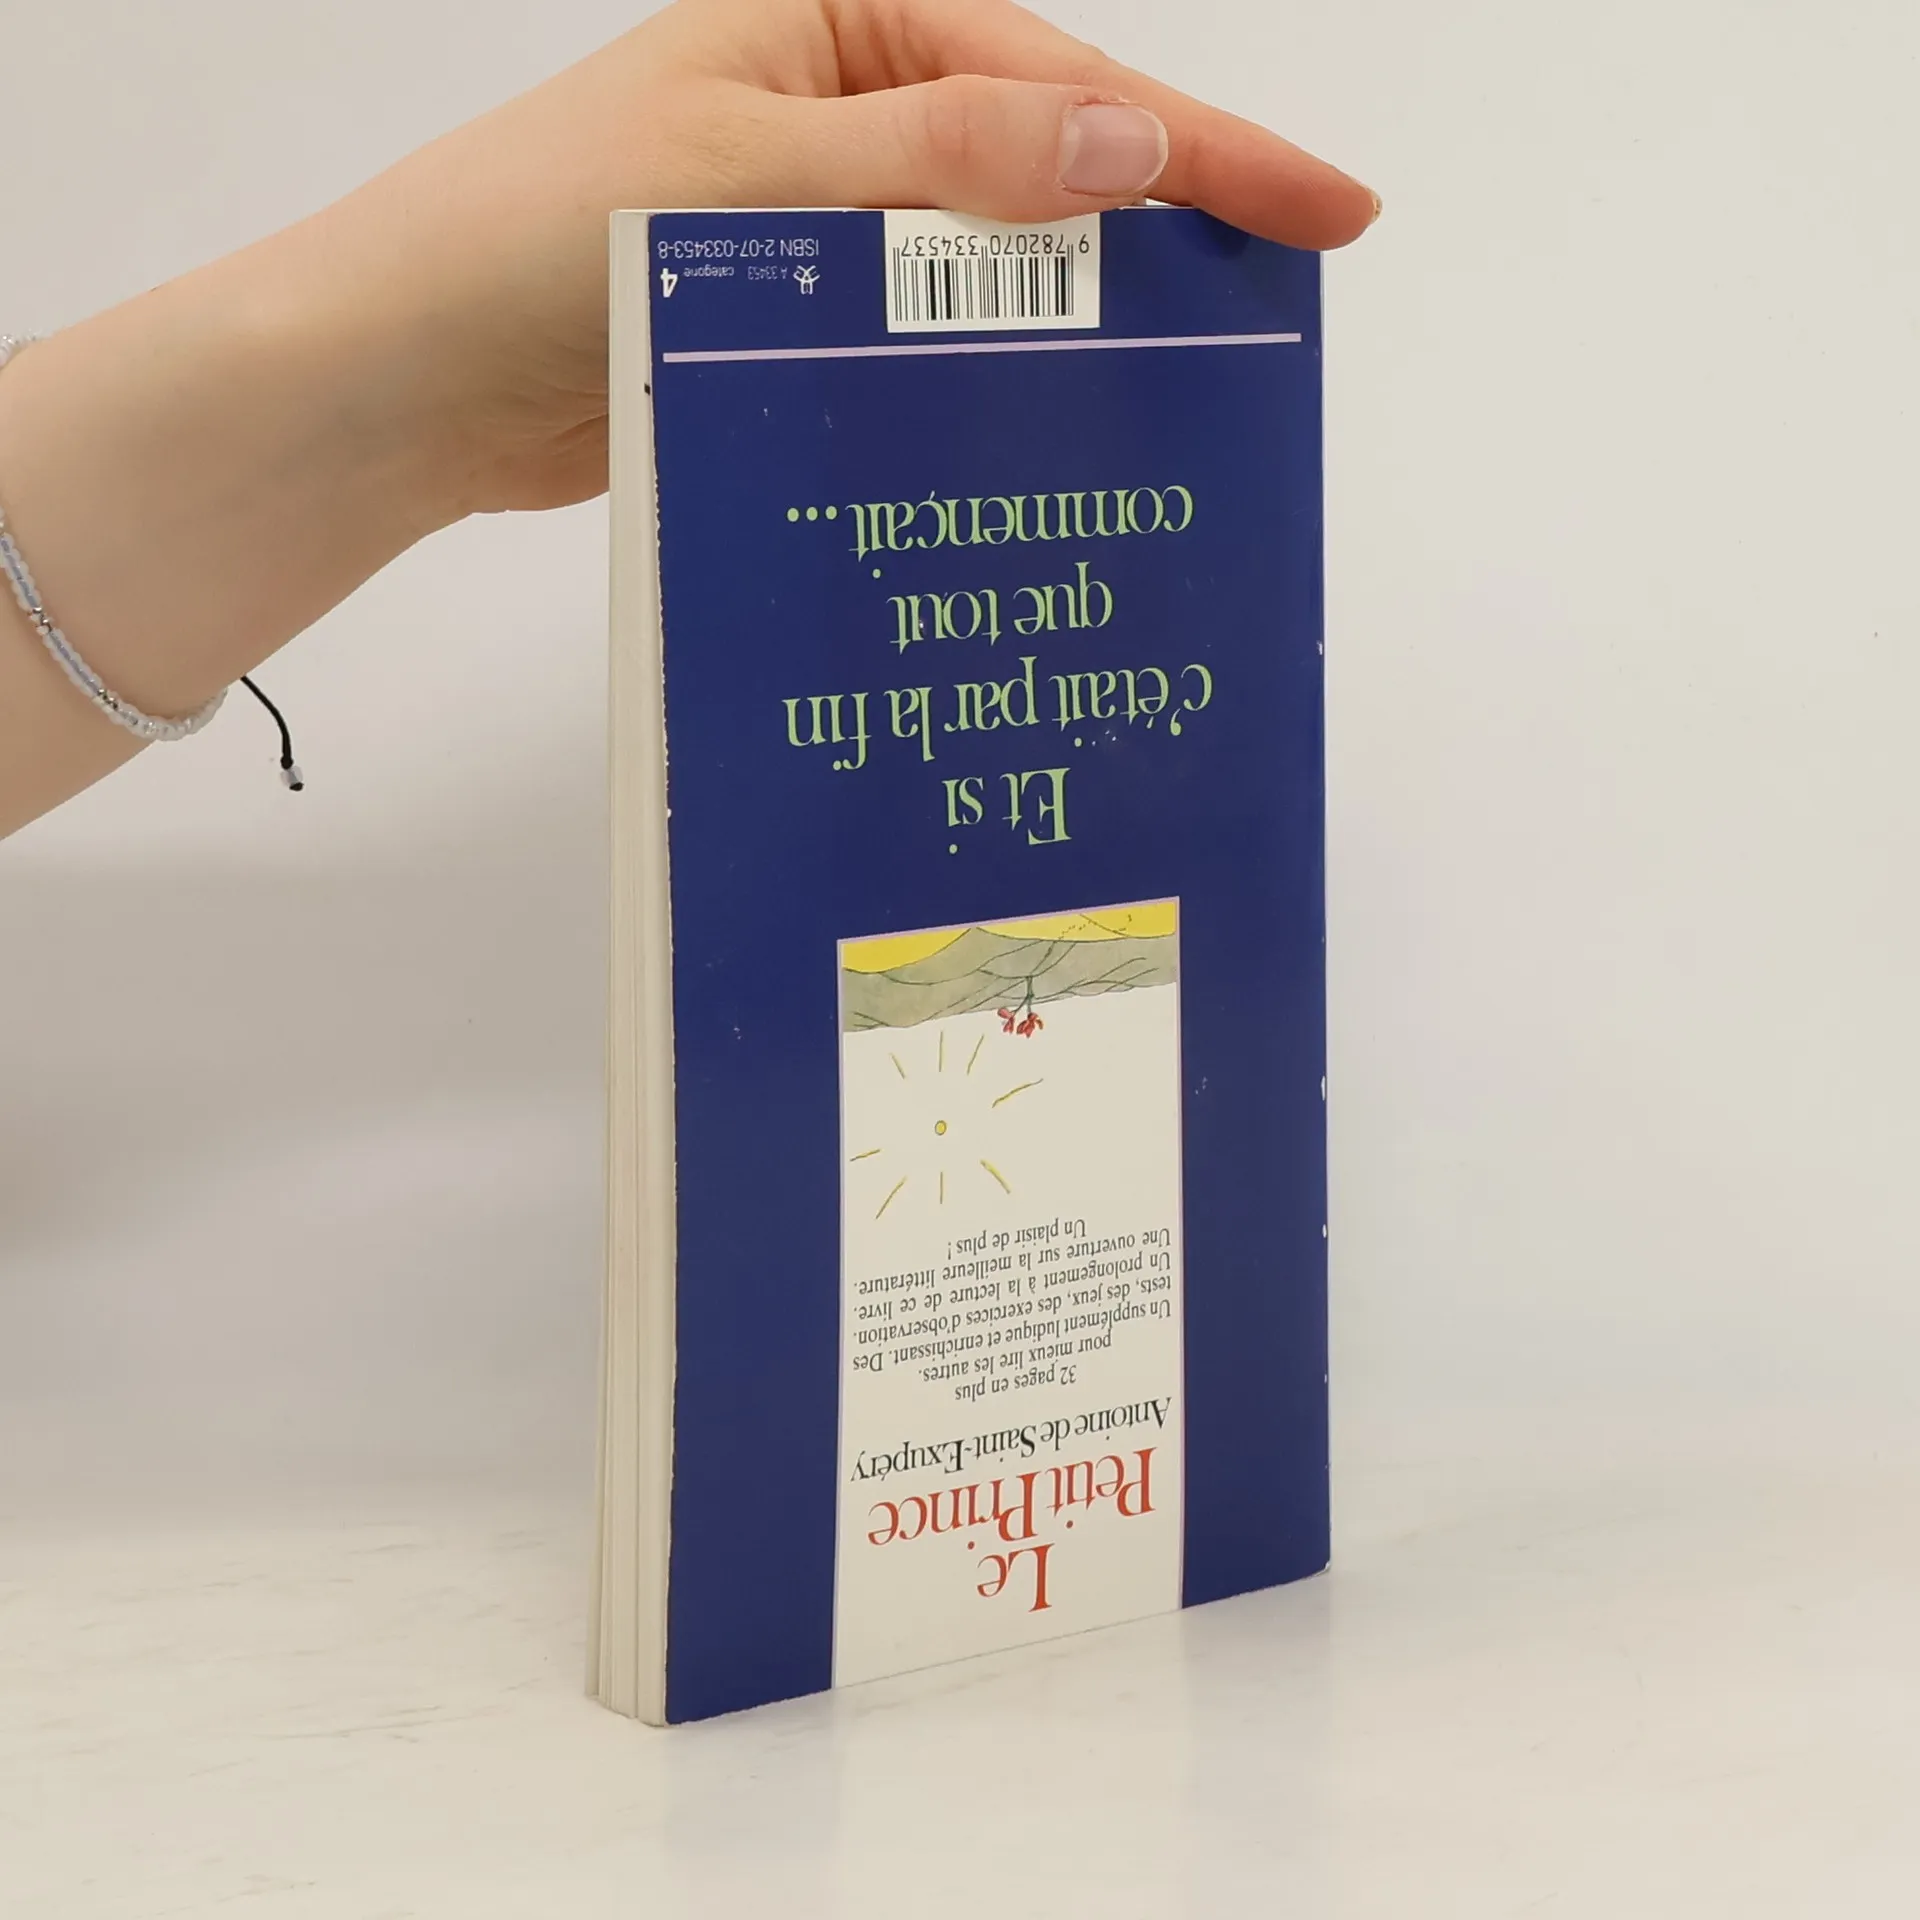 Le
Petit Prince
Antoine de Saint-Exupéry
32 pages en plus
pour mieux lire les autres.
Un supplément ludique et enrichissant. Des
tests, des jeux, des exercices d'observation.
Un prolongement à la lecture de ce livre.
Une ouverture sur la meilleure littérature.
Un plaisir de plus !
Et si
c'était par la fin
que tout
commençait...
A 33453 catégorie 4
ISBN 2-07-033453-8
9 782070 334537